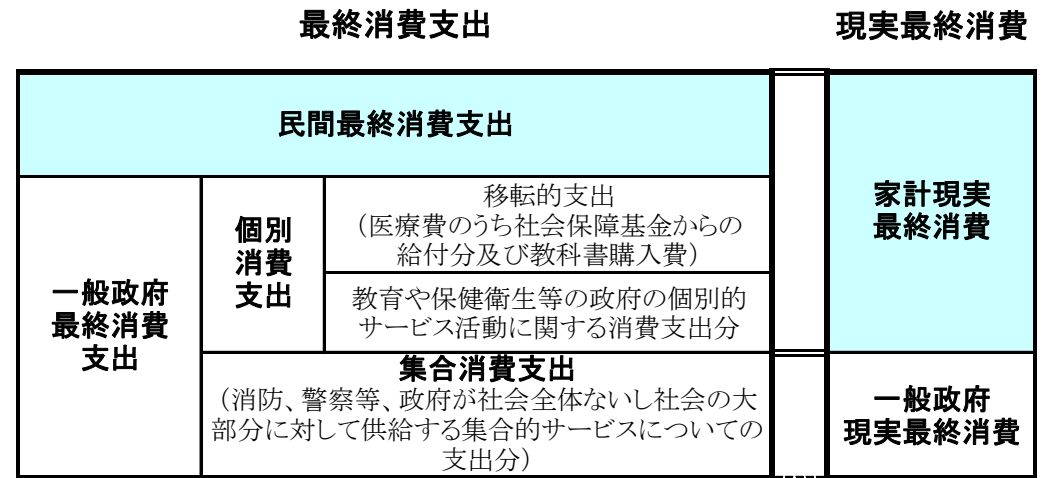 最終消費支出
現実最終消費
民間最終消費支出
家計現実
最終消費
一般政府
最終消費
支出
個別
消費
支出
移転的支出
（医療費のうち社会保障基金からの
給付分及び教科書購入費）
教育や保健衛生等の政府の個別的
サービス活動に関する消費支出分
集合消費支出
（消防、警察等、政府が社会全体ないし社会の大
部分に対して供給する集合的サービスについての
支出分）
一般政府
現実最終消費